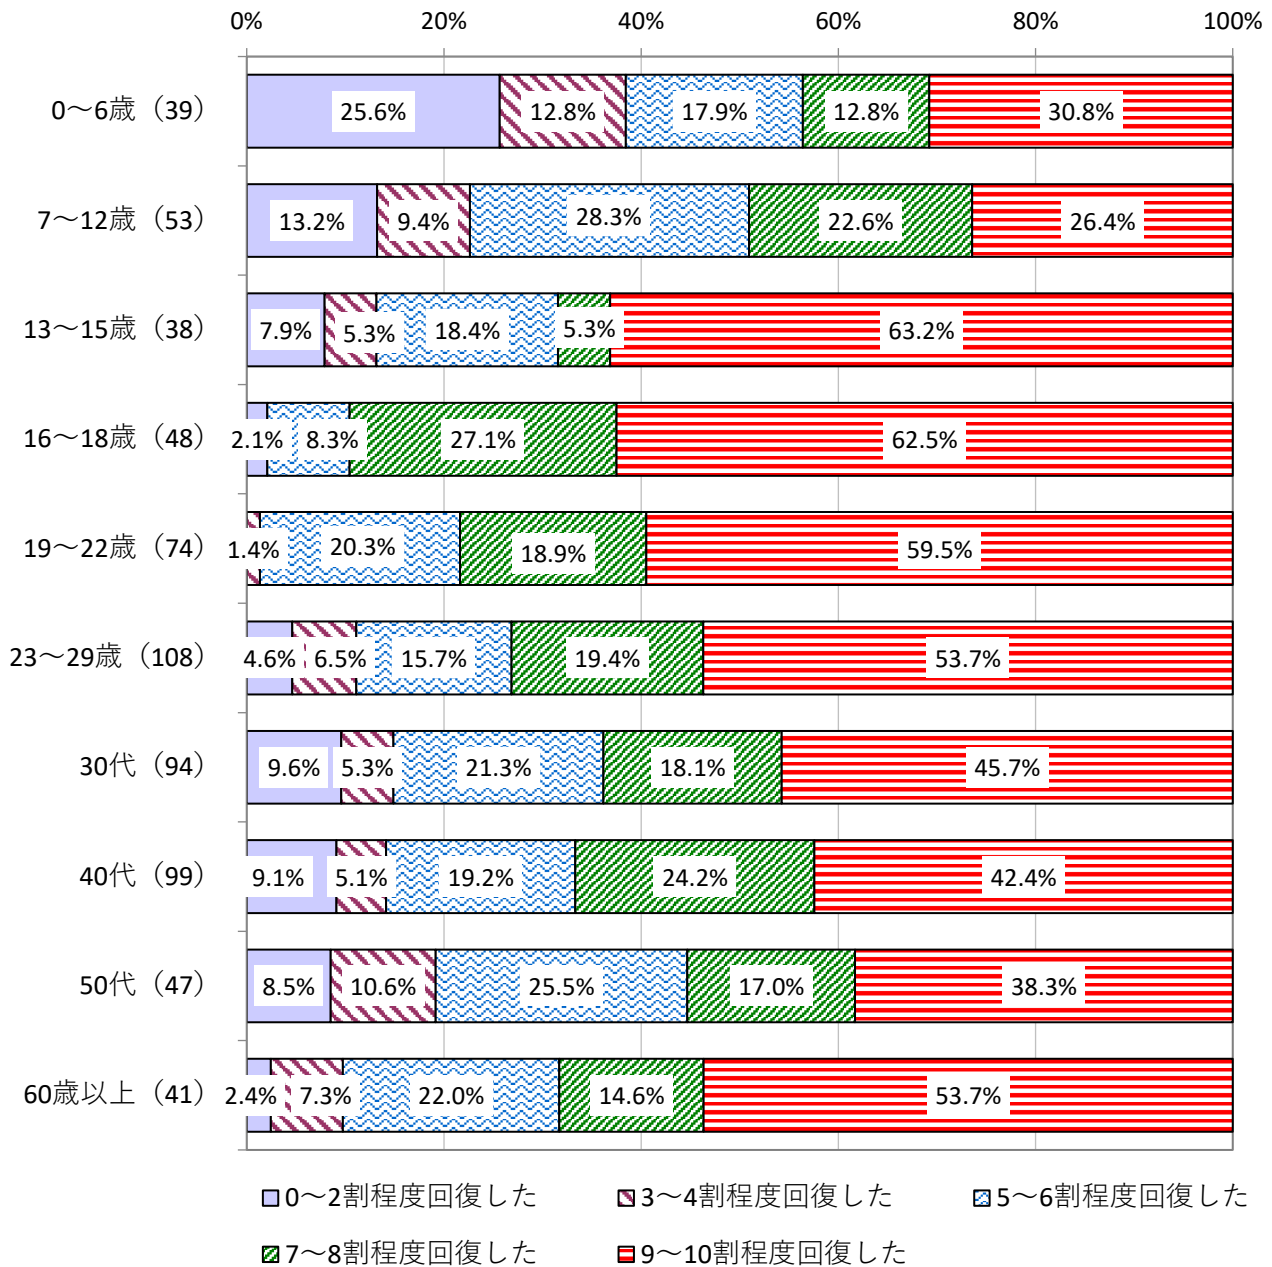 0% 20% 40% 60% 80% 100%
0～6歳（39） 25.6% 12.8% 17.9% 12.8% 30.8%
7～12歳（53） 13.2% 9.4% 28.3% 22.6% 26.4%
13～15歳（38） 7.9% 5.3% 18.4% 5.3% 63.2%
16～18歳（48） 2.1% 8.3% 27.1% 62.5%
19～22歳（74） 1.4% 20.3% 18.9% 59.5%
23～29歳（108） 4.6% 6.5% 15.7% 19.4% 53.7%
30代（94） 9.6% 5.3% 21.3% 18.1% 45.7%
40代（99） 9.1% 5.1% 19.2% 24.2% 42.4%
50代（47） 8.5% 10.6% 25.5% 17.0% 38.3%
60歳以上（41） 2.4% 7.3% 22.0% 14.6% 53.7%
0～2割程度回復した 3～4割程度回復した 5～6割程度回復した
7～8割程度回復した 9～10割程度回復した